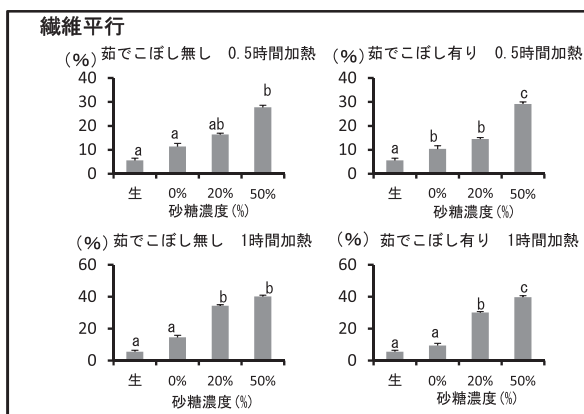 繊維平行
(%) 茹でこぼし無し 0.5時間加熱
40
30
20
10
0
a
a
ab
b
生 0% 20% 50%
砂糖濃度(%)
(%) 茹でこぼし有り 0.5時間加熱
40
30
20
10
0
a
b
b
c
生 0% 20% 50%
砂糖濃度(%)
(%) 茹でこぼし無し 1時間加熱
60
40
20
0
a
a
b
b
生 0% 20% 50%
砂糖濃度(%)
(%) 茹でこぼし有り 1時間加熱
60
40
20
0
a
a
b
c
生 0% 20% 50%
砂糖濃度(%)